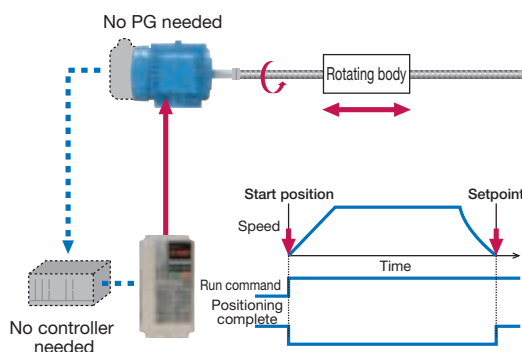 No PG needed
Rotating body
Start position
Setpoint
Speed
Time
Run command
Positioning
complete
No controller
needed